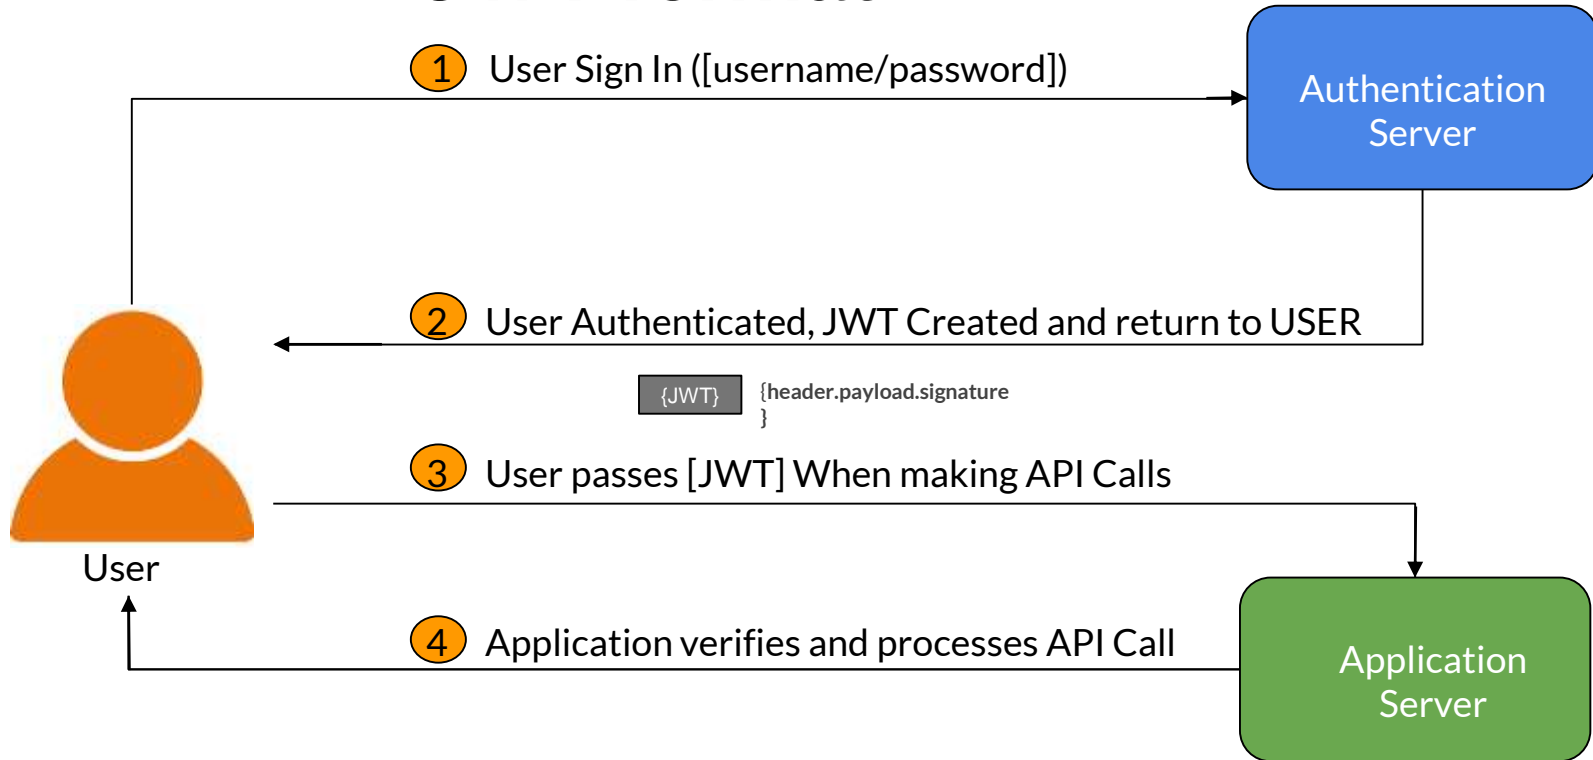 1 User Sign In ([username/password])
Authentication
Server
2 User Authenticated, JWT Created and return to USER
{JWT}
{header.payload.signature
}
3 User passes [JWT] When making API Calls
User
4 Application verifies and processes API Call
Application
Server